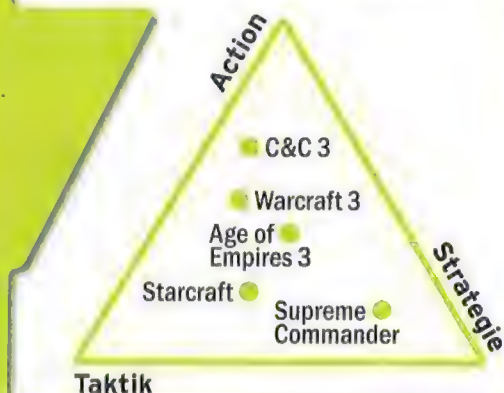 Action
C&C 3
Warcraft 3
Age of
Empires 3
Starcraft
Supreme
Commander
Strategie
Taktik